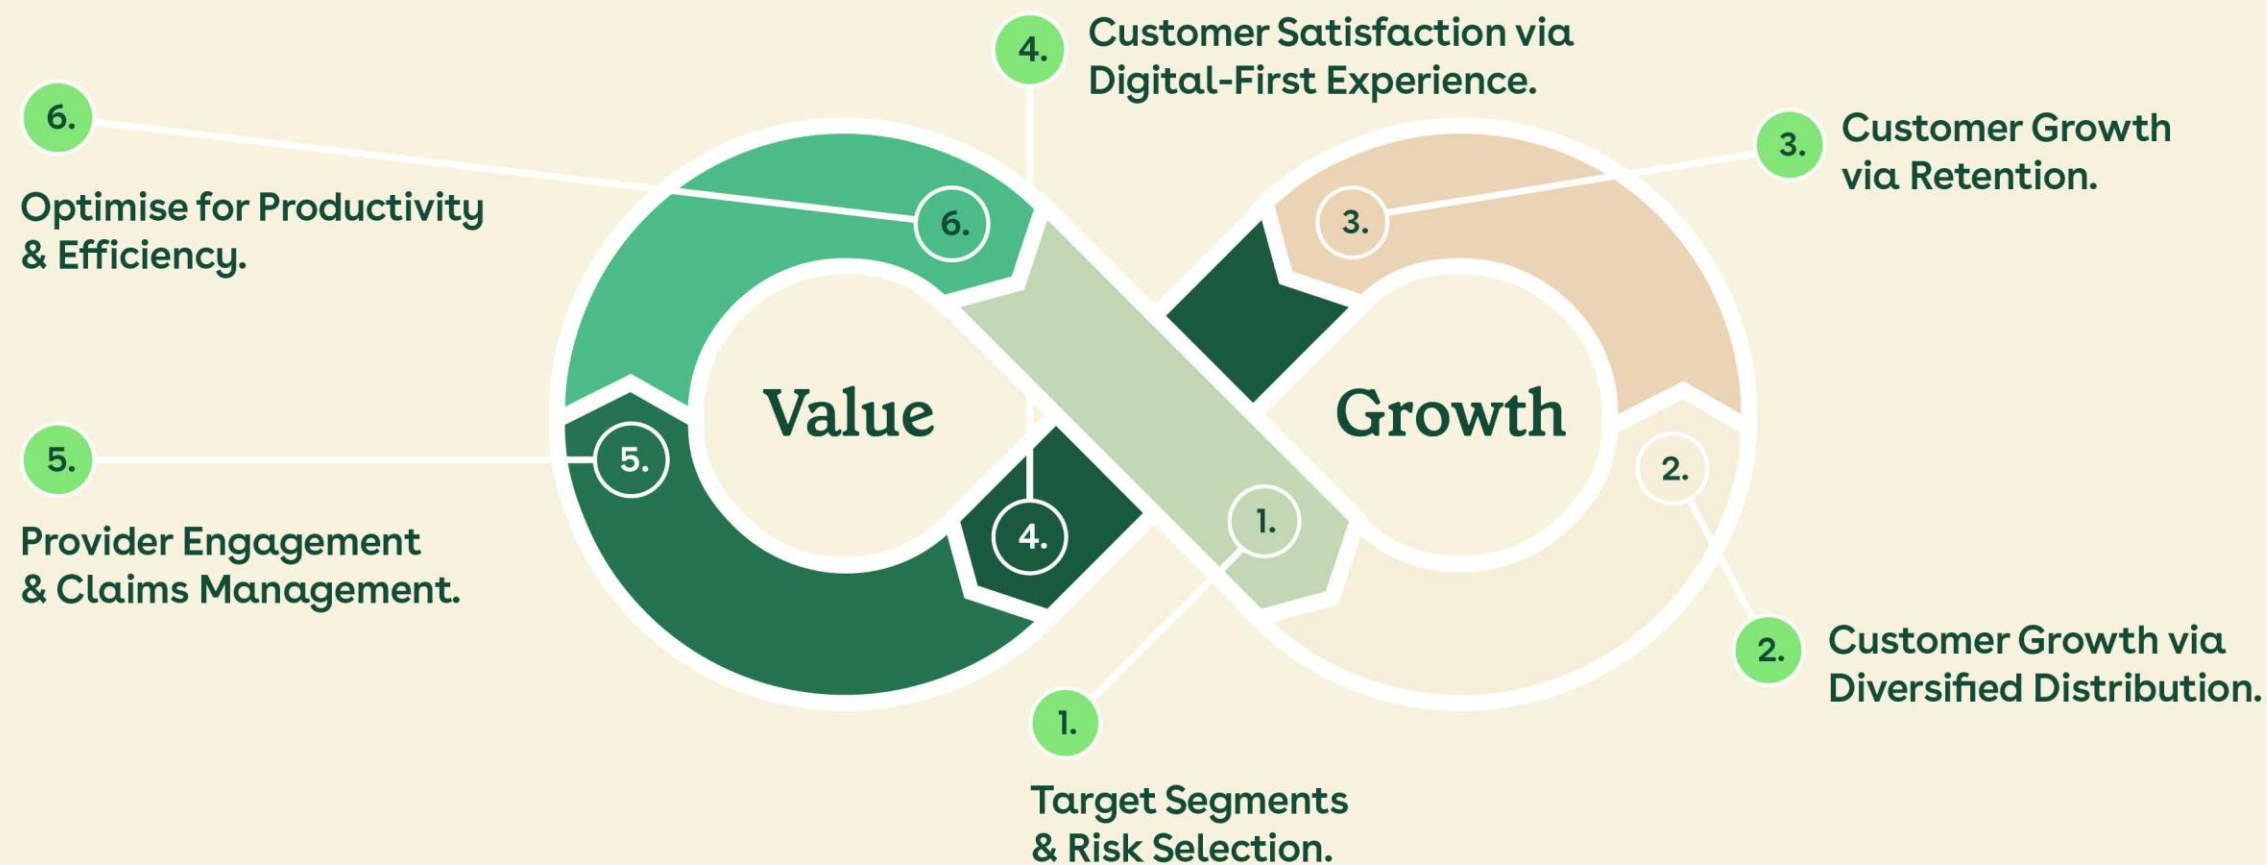 4.
Customer Satisfaction via
Digital-First Experience.
6.
Optimise for Productivity
& Efficiency.
3.
Customer Growth
via Retention.
6.
3.
Value
Growth
5.
Provider Engagement
& Claims Management.
5.
4.
1.
2.
2.
Customer Growth via
Diversified Distribution.
1.
Target Segments
& Risk Selection.